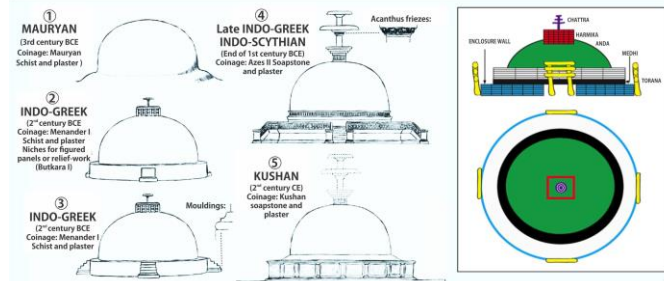 ①
MAURYAN
(3rd century BCE
Coinage: Mauryan
Schist and plaster )
②
INDO-GREEK
(2nd century BCE
Coinage: Menander I
Schist and plaster
Niches for figured
panels or relief-work
(Butkara I)
③
INDO-GREEK
(2nd century BCE
Coinage: Menander I
Schist and plaster
Mouldings:
④
Late INDO-GREEK
INDO-SCYTHIAN
(End of 1st century BCE)
Coinage: Azes II Soapstone
and plaster
Acanthus friezes:
⑤
KUSHAN
(2nd century CE)
Coinage: Kushan
soapstone and
plaster
CHATTRA
HARMIKA
ENCLOSURE WALL
ANDA
MEDHI
TORANA